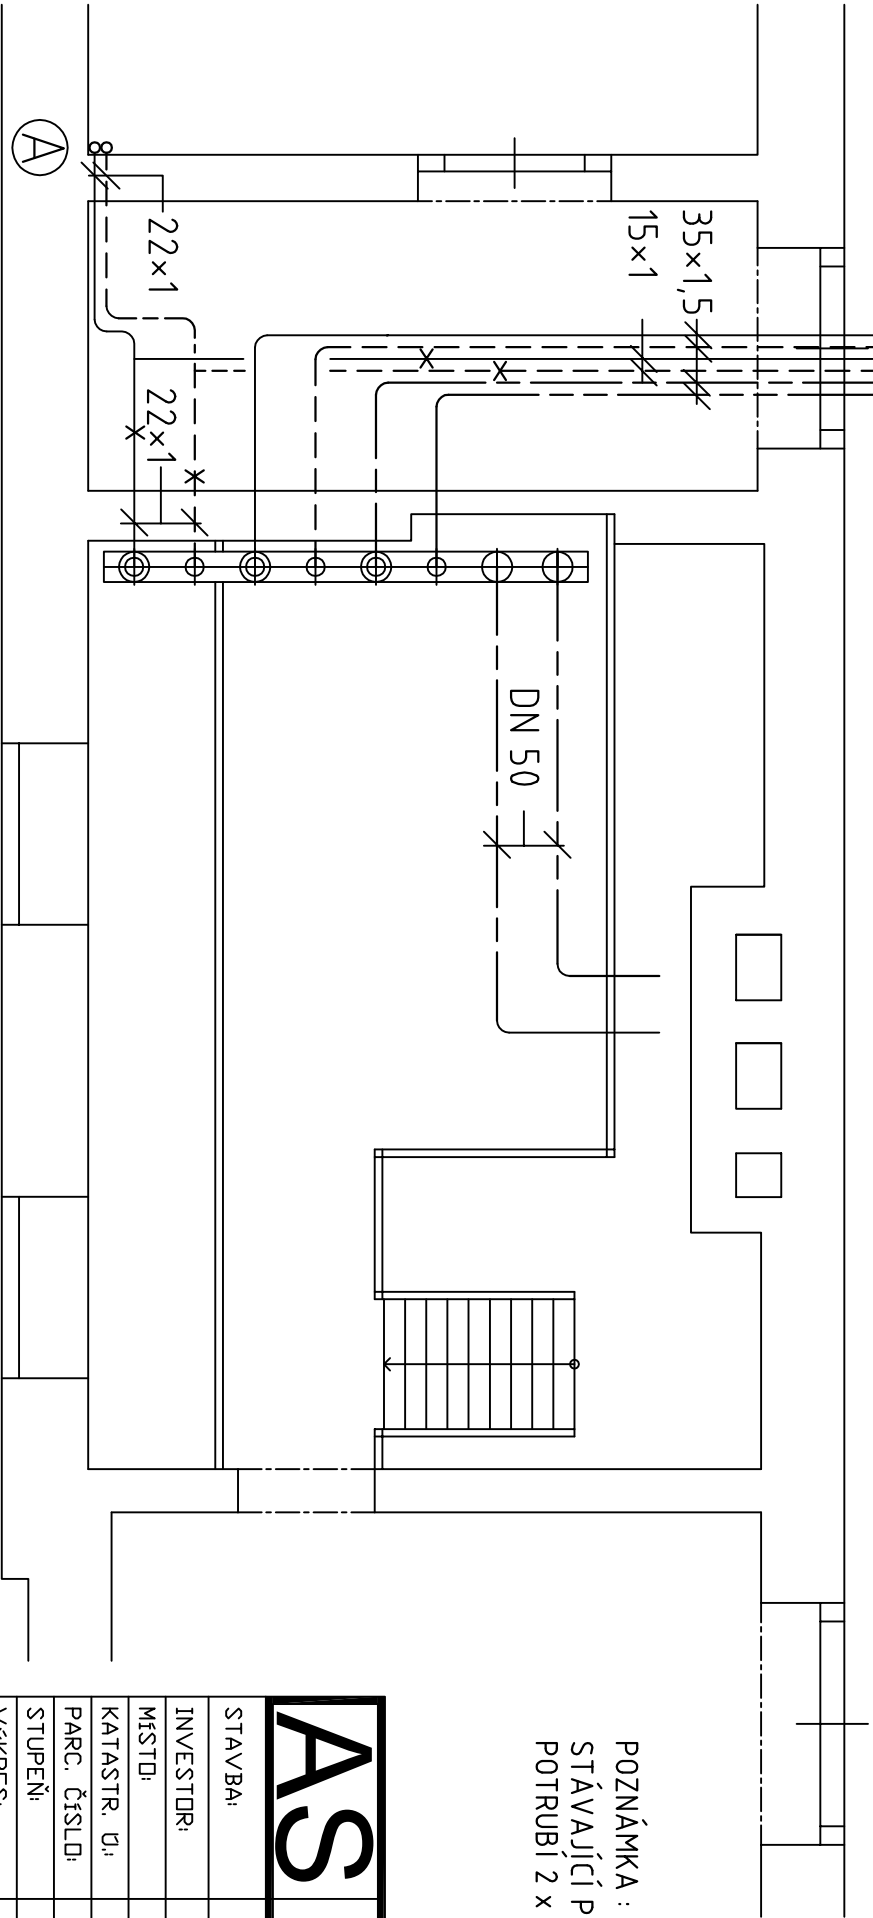 A
22×1
22×1
35×1,5
15×1
DN 50
POZNÁMKA :
STÁVAJÍCÍ P
POTRUBÍ 2 x
AS
STAVBA:
INVESTOR:
MÍSTO:
KATASTR. Ú.:
PARC. ČÍSLO:
STUPEŇ:
VÝKRES: